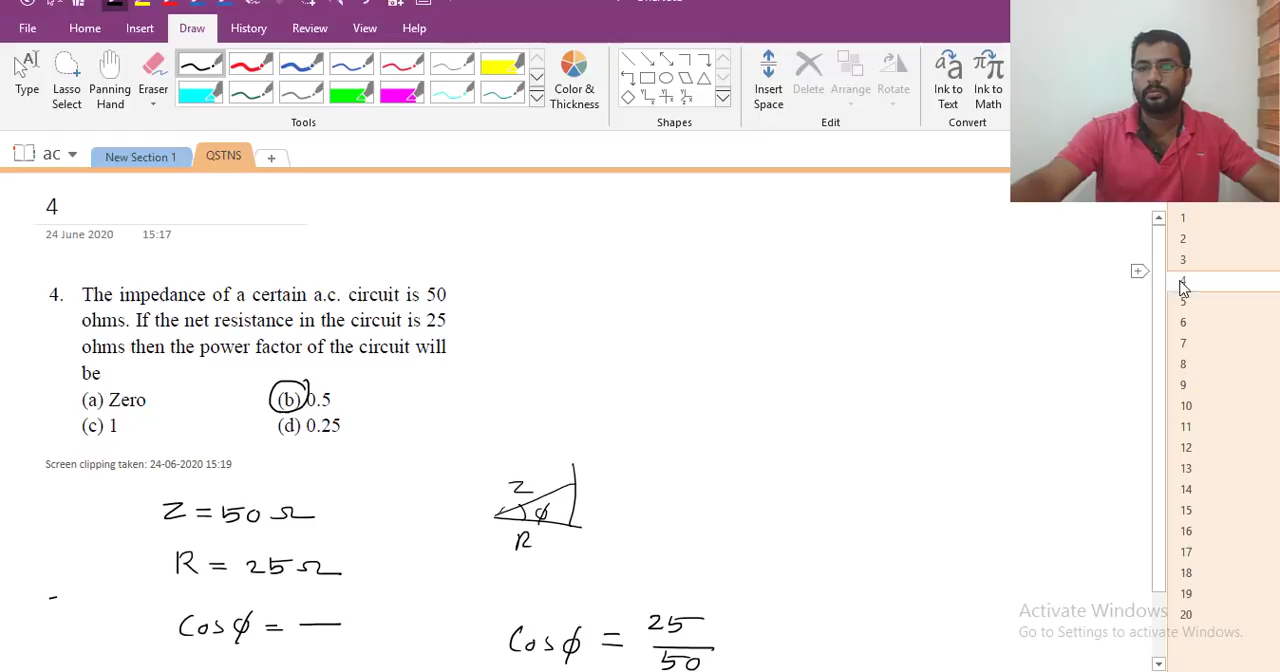 File Home Insert Draw History Review View Help
Type Lasso Select Panning Hand Eraser Color & Thickness Insert Space Delete Arrange Rotate Ink to Text Ink to Math
Tools Shapes Edit Convert
ac New Section 1 QSTNS
4
24 June 2020 15:17
4. The impedance of a certain a.c. circuit is 50
ohms. If the net resistance in the circuit is 25
ohms then the power factor of the circuit will
be
(a) Zero (b) 0.5
(c) 1 (d) 0.25
Screen clipping taken: 24-06-2020 15:19
Z = 50 Ω
R = 25 Ω
Cos ϕ =
Z
ϕ
R
Cos ϕ = 25/50
1
2
3
4
5
6
7
8
9
10
11
12
13
14
15
16
17
18
19
20
Activate Windows
Go to Settings to activate Windows.